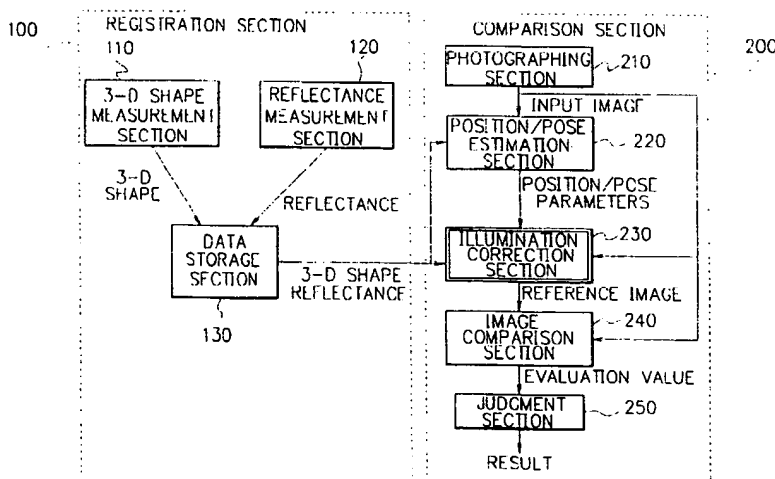 100
REGISTRATION SECTION
110
120
3-D SHAPE
MEASUREMENT
SECTION
REFLECTANCE
MEASUREMENT
SECTION
3-D
SHAPE
REFLECTANCE
DATA
STORAGE
SECTION
130
3-D SHAPE
REFLECTANCE
COMPARISON SECTION
200
PHOTOGRAPHING
SECTION
210
INPUT IMAGE
POSITION/POSE
ESTIMATION
SECTION
220
POSITION/POSE
PARAMETERS
ILLUMINATION
CORRECTION
SECTION
230
REFERENCE IMAGE
IMAGE
COMPARISON
SECTION
240
EVALUATION VALUE
JUDGMENT
SECTION
250
RESULT